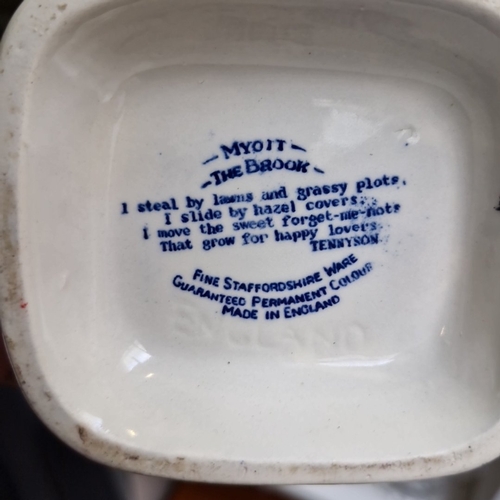 MYOTT
THE BROOK
I steal by lawns and grassy plots,
I slide by hazel covers;
I move the sweet forget-me-nots
That grow for happy lovers
TENNYSON
FINE STAFFORDSHIRE WARE
GUARANTEED PERMANENT COLOUR
MADE IN ENGLAND
ENGLAND